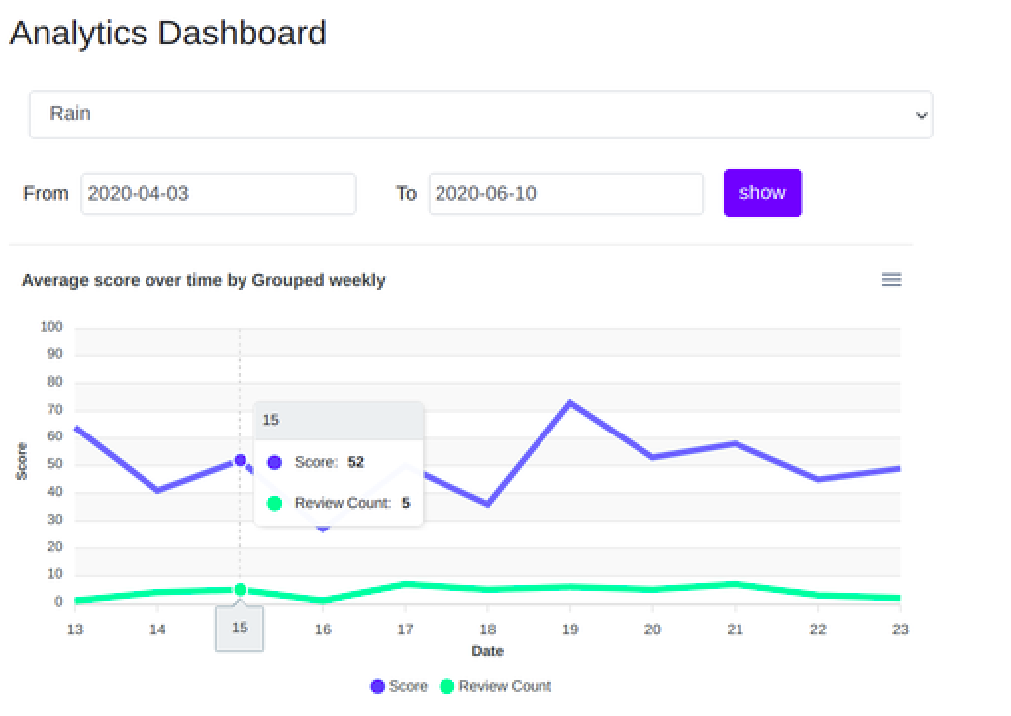 Analytics Dashboard
Rain
From 2020-04-03 To 2020-06-10 show
Average score over time by Grouped weekly
100
90
80
70
60
50
40
30
20
10
0
Score
15
Score: 52
Review Count: 5
13 14 15 16 17 18 19 20 21 22 23
Date
Score Review Count